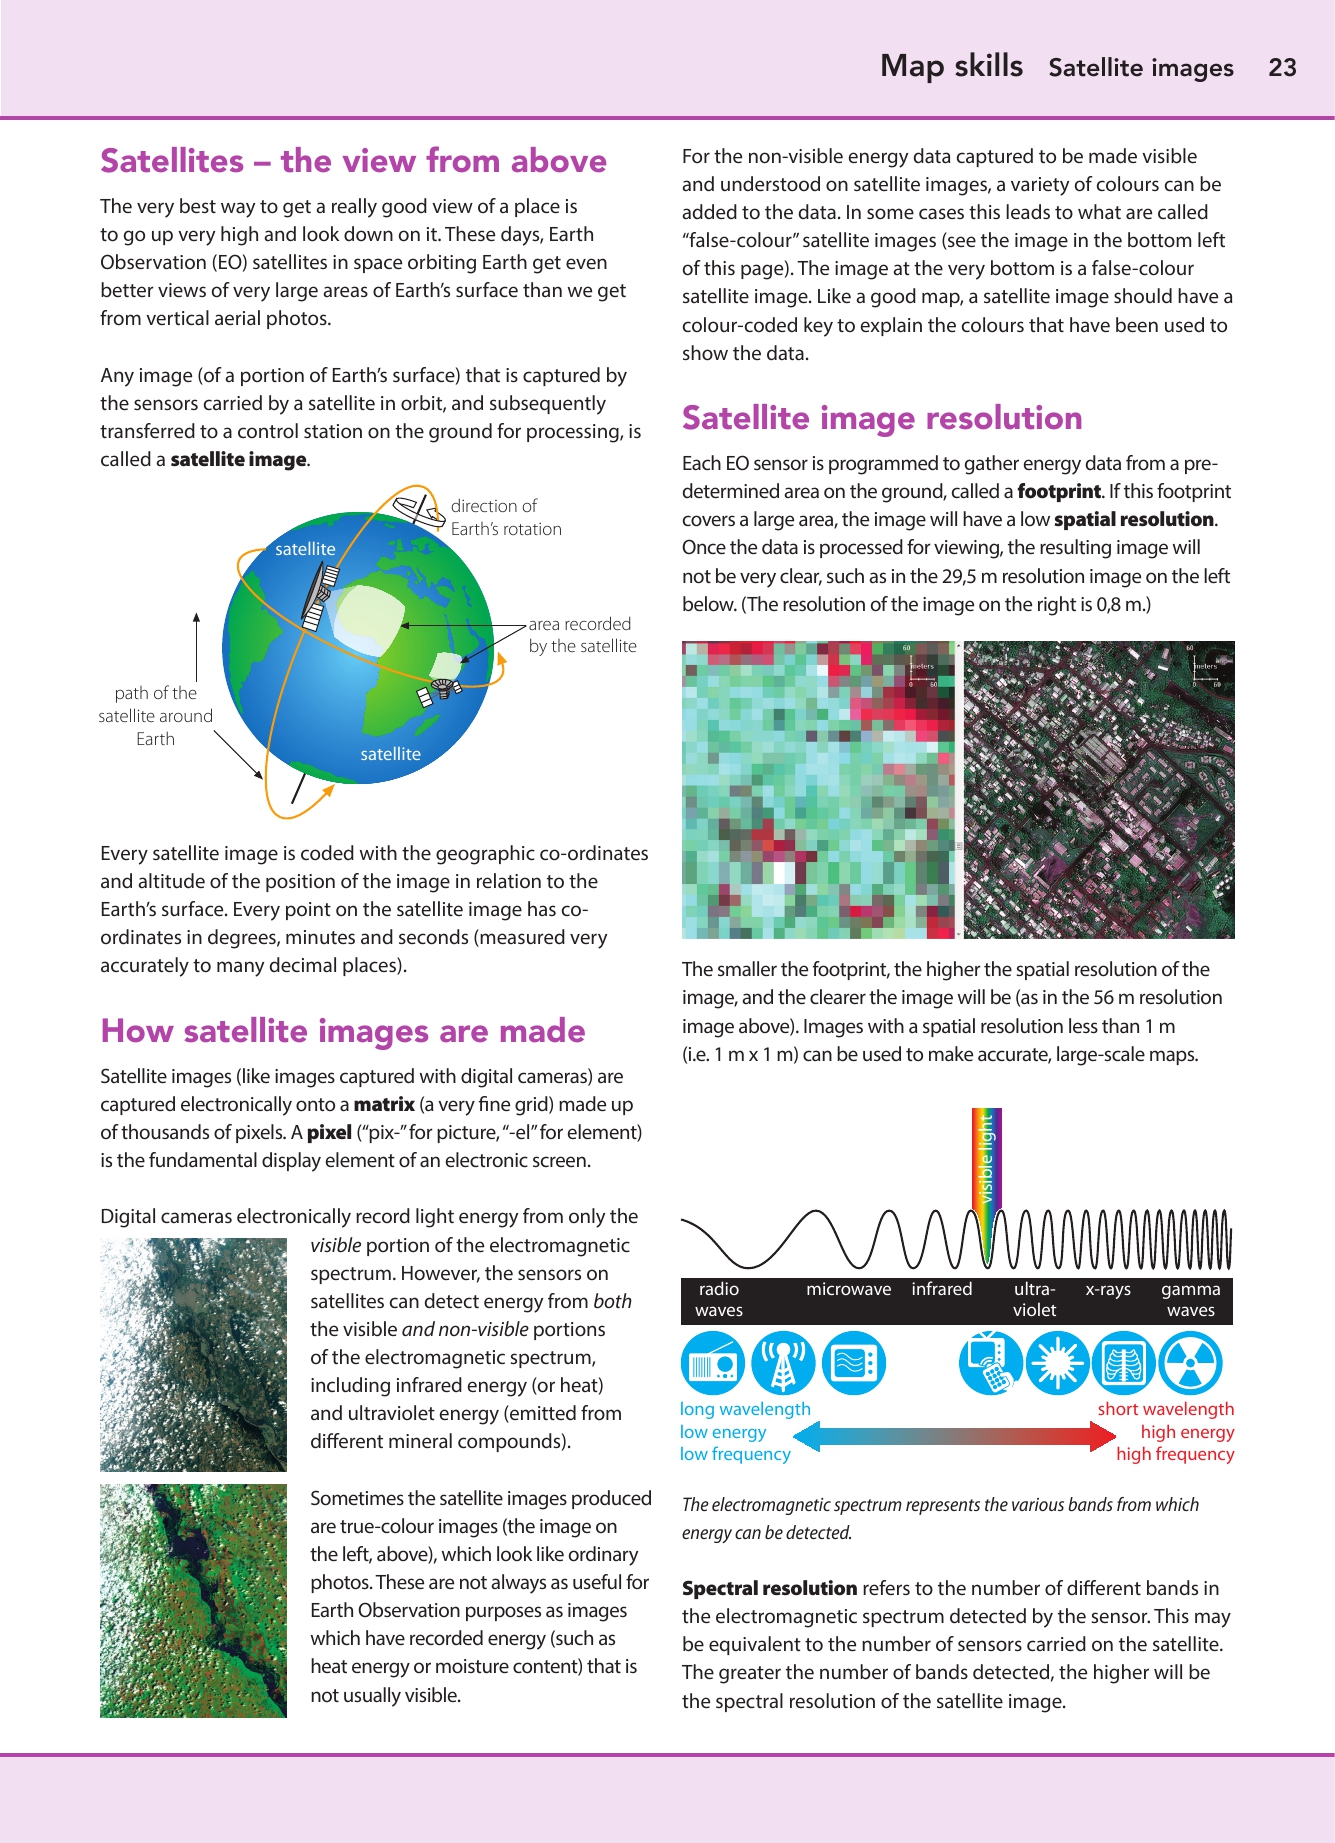 Map skills Satellite images 23
Satellites – the view from above
The very best way to get a really good view of a place is
to go up very high and look down on it. These days, Earth
Observation (EO) satellites in space orbiting Earth get even
better views of very large areas of Earth’s surface than we get
from vertical aerial photos.
Any image (of a portion of Earth’s surface) that is captured by
the sensors carried by a satellite in orbit, and subsequently
transferred to a control station on the ground for processing, is
called a satellite image.
direction of
Earth’s rotation
satellite
area recorded
by the satellite
path of the
satellite around
Earth
satellite
Every satellite image is coded with the geographic co-ordinates
and altitude of the position of the image in relation to the
Earth’s surface. Every point on the satellite image has co-
ordinates in degrees, minutes and seconds (measured very
accurately to many decimal places).
How satellite images are made
Satellite images (like images captured with digital cameras) are
captured electronically onto a matrix (a very fine grid) made up
of thousands of pixels. A pixel (“pix-” for picture, “-el” for element)
is the fundamental display element of an electronic screen.
Digital cameras electronically record light energy from only the
visible portion of the electromagnetic
spectrum. However, the sensors on
satellites can detect energy from both
the visible and non-visible portions
of the electromagnetic spectrum,
including infrared energy (or heat)
and ultraviolet energy (emitted from
different mineral compounds).
Sometimes the satellite images produced
are true-colour images (the image on
the left, above), which look like ordinary
photos. These are not always as useful for
Earth Observation purposes as images
which have recorded energy (such as
heat energy or moisture content) that is
not usually visible.
For the non-visible energy data captured to be made visible
and understood on satellite images, a variety of colours can be
added to the data. In some cases this leads to what are called
“false-colour” satellite images (see the image in the bottom left
of this page). The image at the very bottom is a false-colour
satellite image. Like a good map, a satellite image should have a
colour-coded key to explain the colours that have been used to
show the data.
Satellite image resolution
Each EO sensor is programmed to gather energy data from a pre-
determined area on the ground, called a footprint. If this footprint
covers a large area, the image will have a low spatial resolution.
Once the data is processed for viewing, the resulting image will
not be very clear, such as in the 29,5 m resolution image on the left
below. (The resolution of the image on the right is 0,8 m.)
60
meters
0 60
60
meters
0 60
The smaller the footprint, the higher the spatial resolution of the
image, and the clearer the image will be (as in the 56 m resolution
image above). Images with a spatial resolution less than 1 m
(i.e. 1 m x 1 m) can be used to make accurate, large-scale maps.
visible light
radio
waves
microwave
infrared
ultra-
violet
x-rays
gamma
waves
long wavelength
low energy
low frequency
short wavelength
high energy
high frequency
The electromagnetic spectrum represents the various bands from which
energy can be detected.
Spectral resolution refers to the number of different bands in
the electromagnetic spectrum detected by the sensor. This may
be equivalent to the number of sensors carried on the satellite.
The greater the number of bands detected, the higher will be
the spectral resolution of the satellite image.